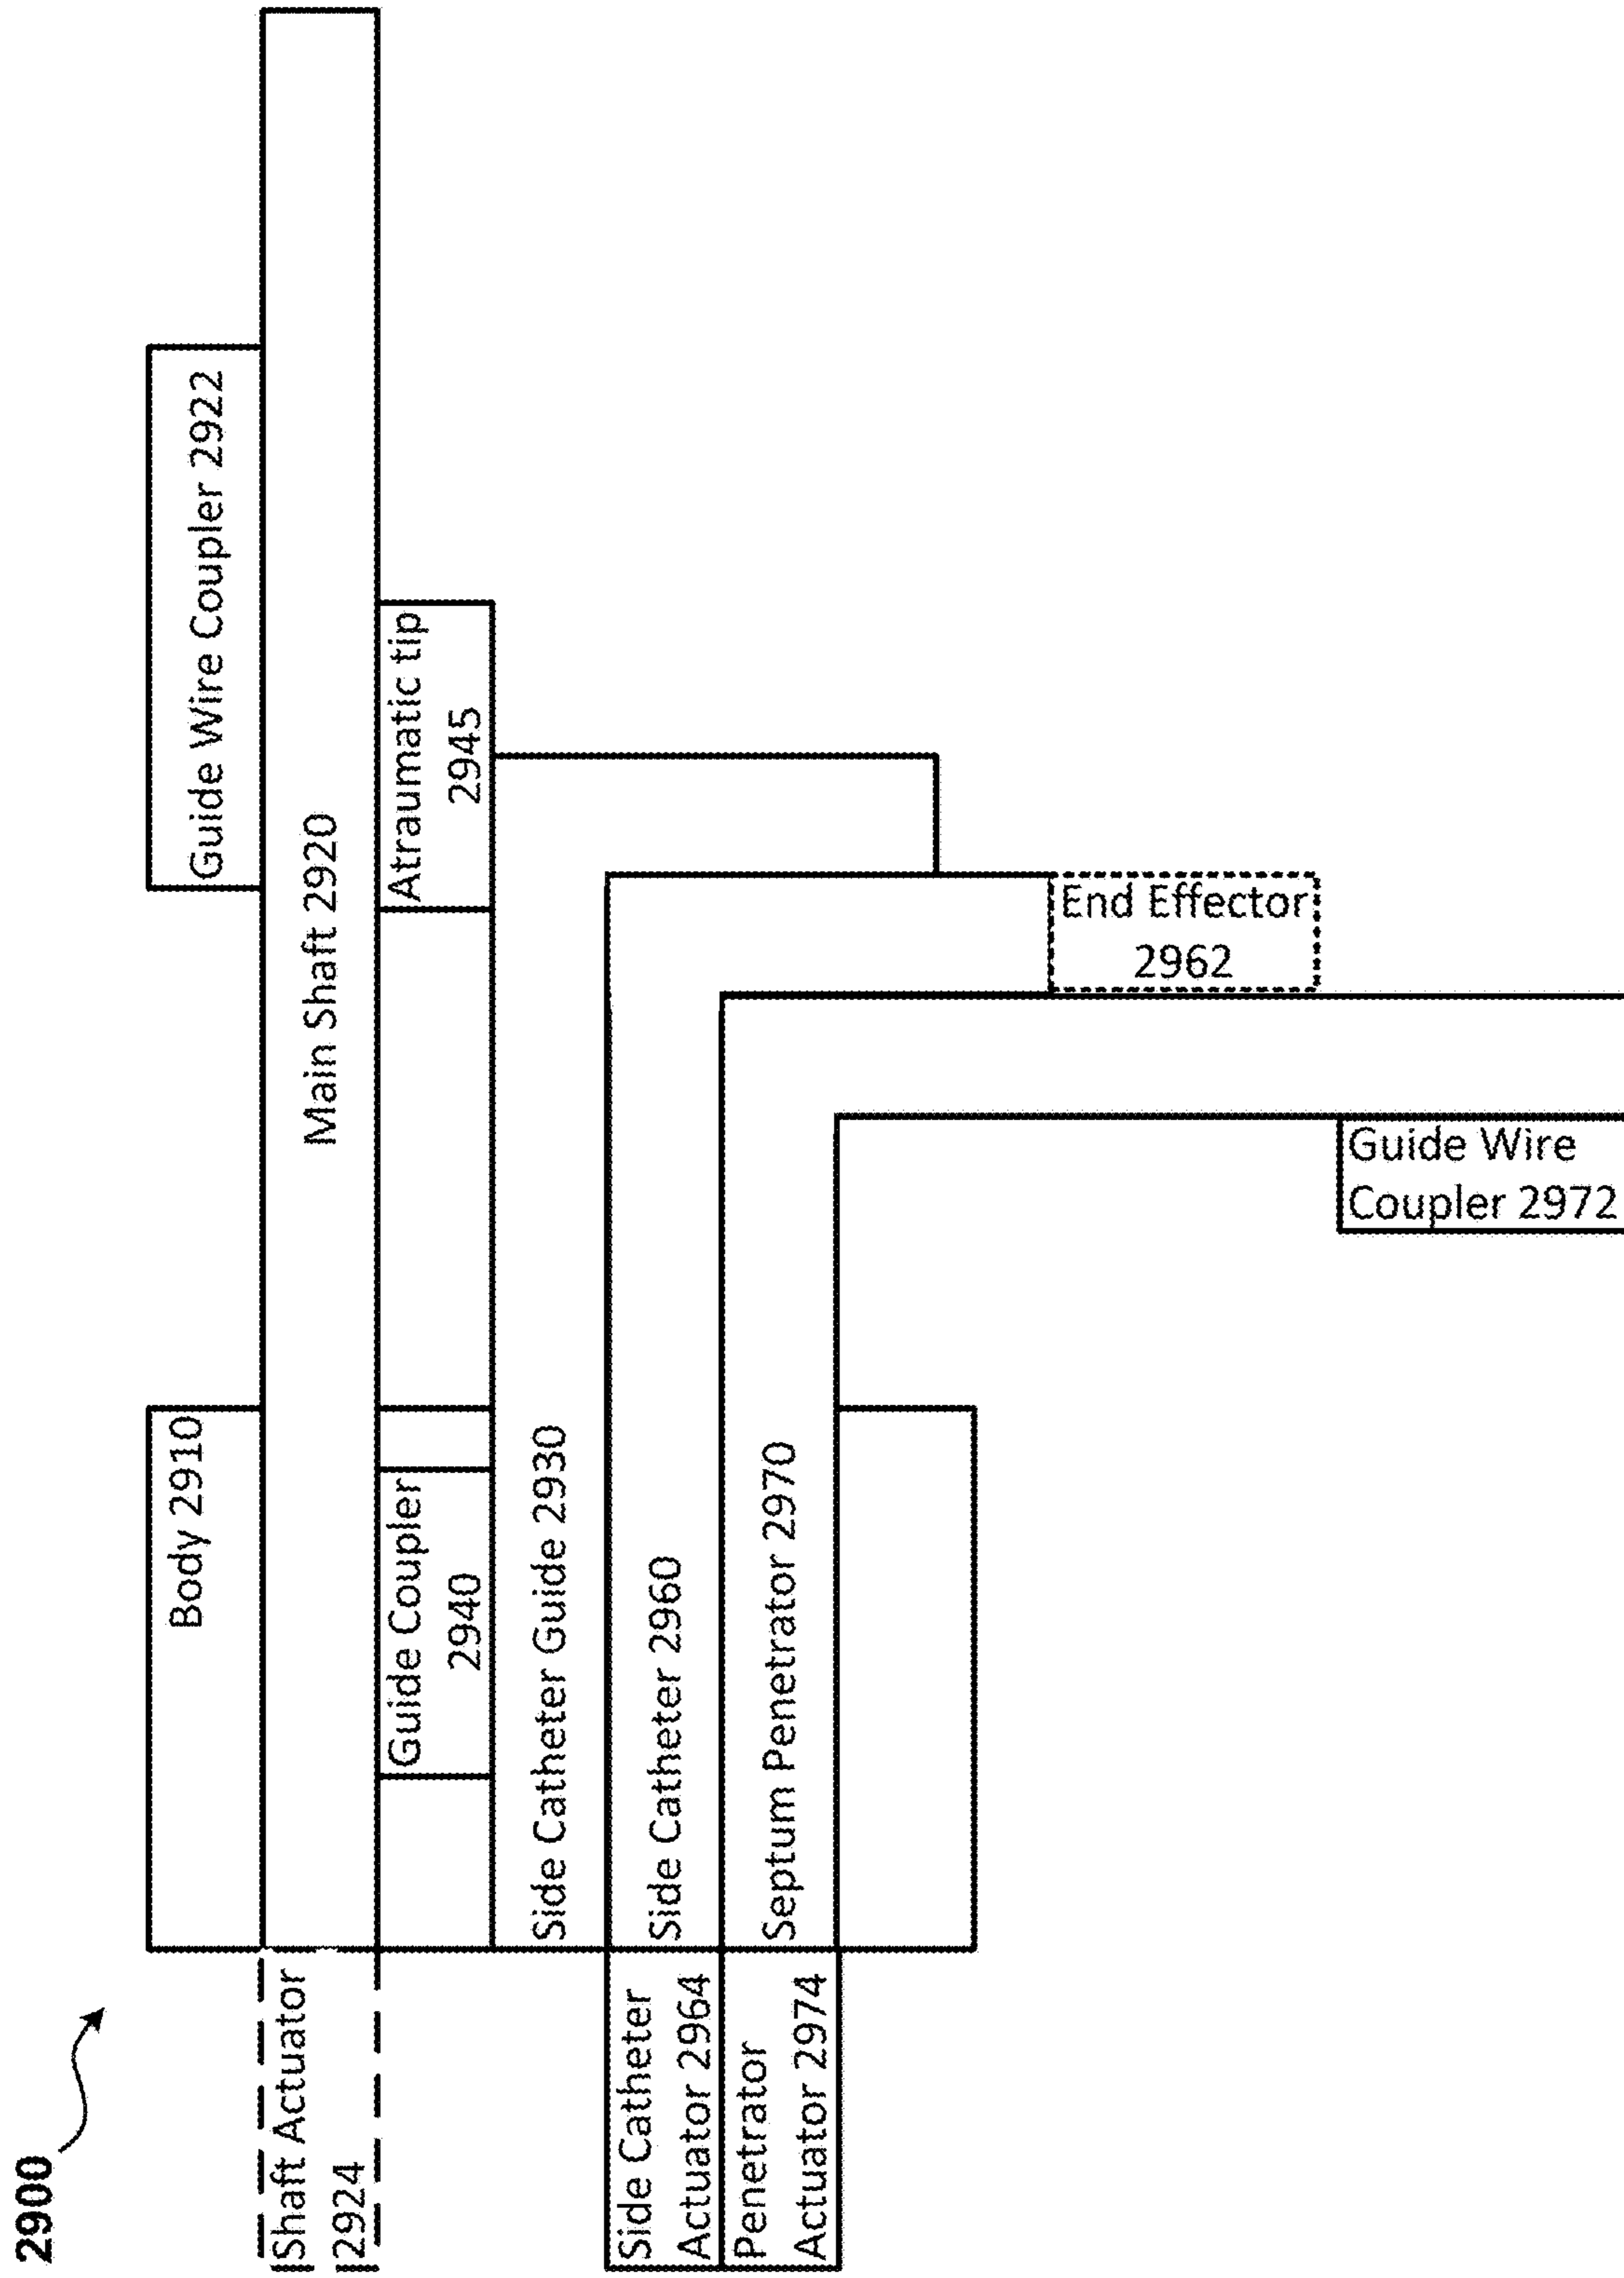 2900
Body 2910
Guide Wire Coupler 2922
Shaft Actuator
2924
Main Shaft 2920
Guide Coupler
2940
Atraumatic tip
2945
Side Catheter Guide 2930
Side Catheter
Actuator 2964
Side Catheter 2960
Penetrator
Actuator 2974
Septum Penetrator 2970
End Effector
2962
Guide Wire
Coupler 2972